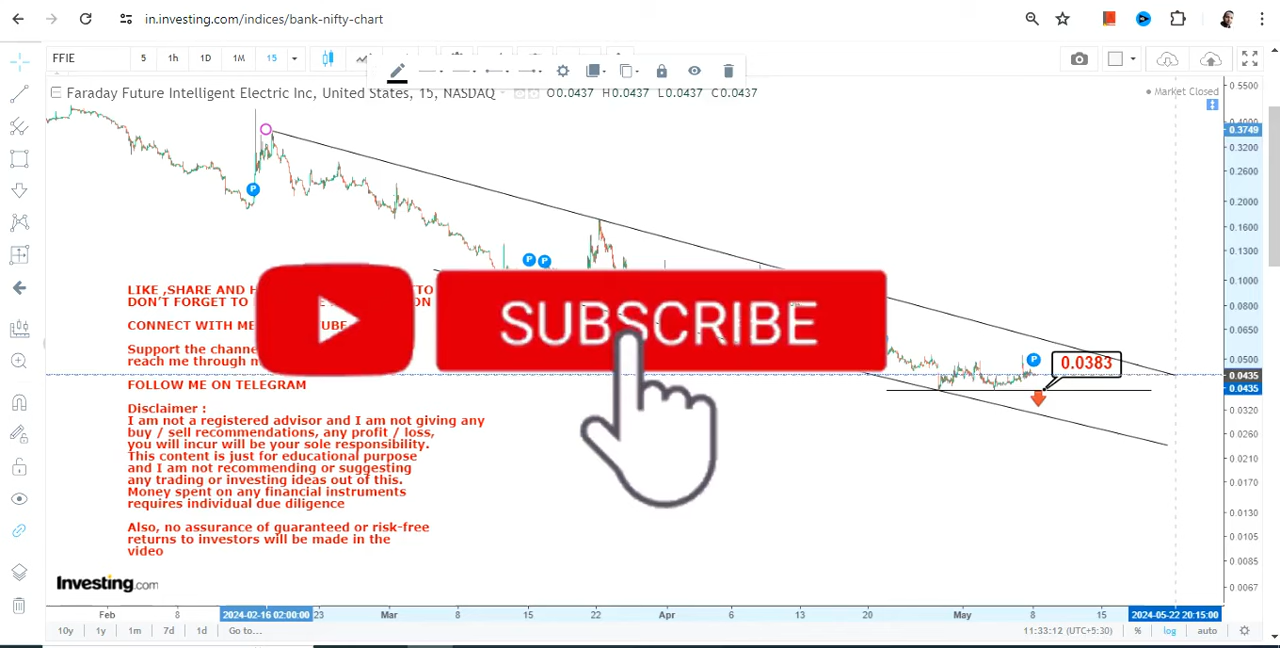 in.investing.com/indices/bank-nifty-chart
FFIE 5 1h 1D 1M 15
Faraday Future Intelligent Electric Inc, United States, 15, NASDAQ O0.0437 H0.0437 L0.0437 C0.0437
Market Closed
0.5500
0.4000
0.3749
0.3200
0.2600
0.2000
0.1600
0.1300
0.1000
0.0800
0.0650
0.0500
0.0435
0.0435
0.0320
0.0260
0.0210
0.0170
0.0130
0.0105
0.0085
0.0067
P
P P
P
0.0383
SUBSCRIBE
LIKE ,SHARE AND
DON'T FORGET TO
CONNECT WITH ME
Support the channe
reach me through
FOLLOW ME ON TELEGRAM
Disclaimer :
I am not a registered advisor and I am not giving any
buy / sell recommendations, any profit / loss,
you will incur will be your sole responsibility.
This content is just for educational purpose
and I am not recommending or suggesting
any trading or investing ideas out of this.
Money spent on any financial instruments
requires individual due diligence
Also, no assurance of guaranteed or risk-free
returns to investors will be made in the
video
Investing.com
Feb 8 2024-02-16 02:00:00 23 Mar 8 15 22 Apr 6 13 20 May 8 15 2024-05-22 20:15:00
10y 1y 1m 7d 1d Go to... 11:33:12 (UTC+5:30) % log auto